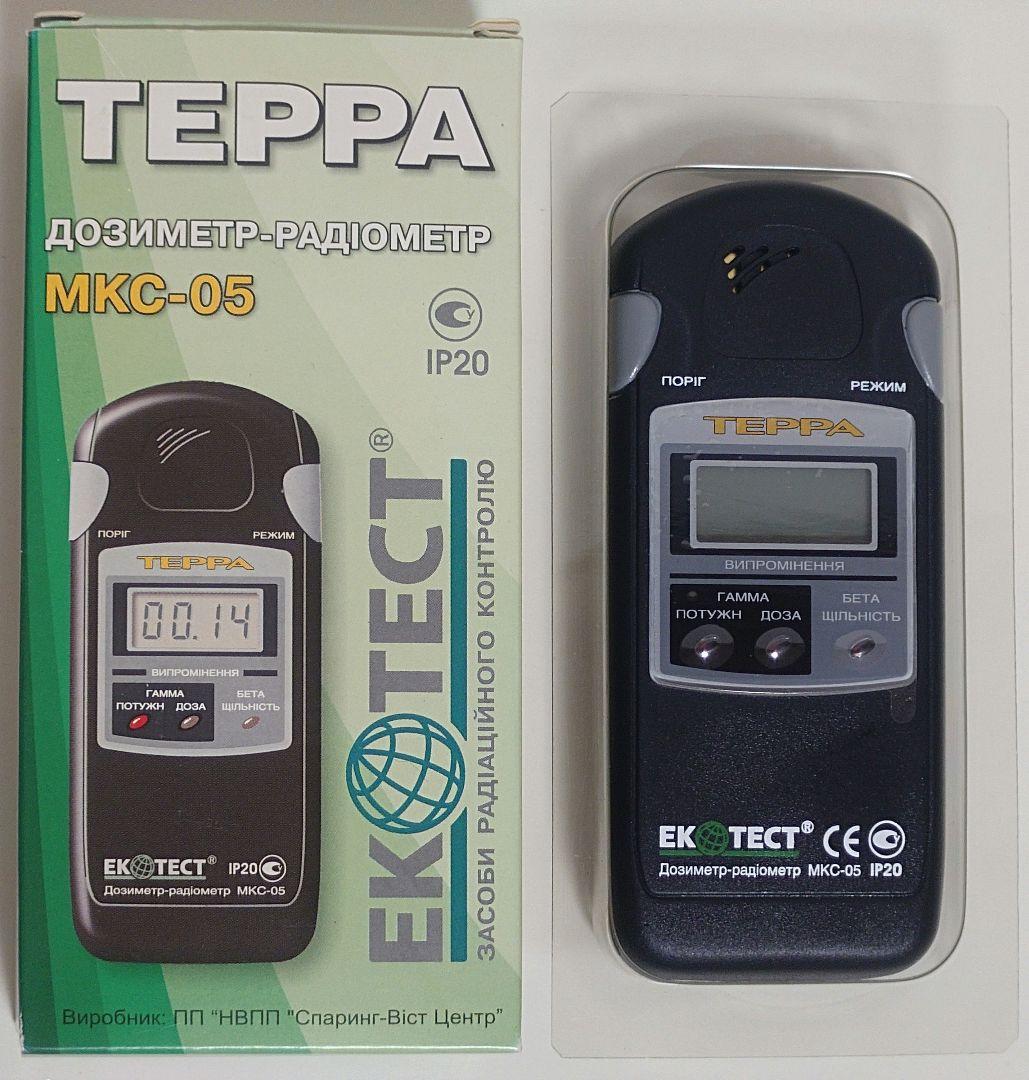 ТЕРРА
ДОЗИМЕТР-РАДІОМЕТР
МКС-05
IP20
ПОРІГ РЕЖИМ
ТЕРРА
00.14
ВИПРОМІНЕННЯ
ГАММА БЕТА
ПОТУЖН ДОЗА ЩІЛЬНІСТЬ
ЕКОТЕСТ® IP20
Дозиметр-радіометр МКС-05
ЕКОТЕСТ®
ЗАСОБИ РАДІАЦІЙНОГО КОНТРОЛЮ
Виробник: ПП “НВПП "Спаринг-Віст Центр”
ПОРІГ РЕЖИМ
ТЕРРА
ВИПРОМІНЕННЯ
ГАММА БЕТА
ПОТУЖН ДОЗА ЩІЛЬНІСТЬ
ЕКОТЕСТ® CE
Дозиметр-радіометр МКС-05 IP20